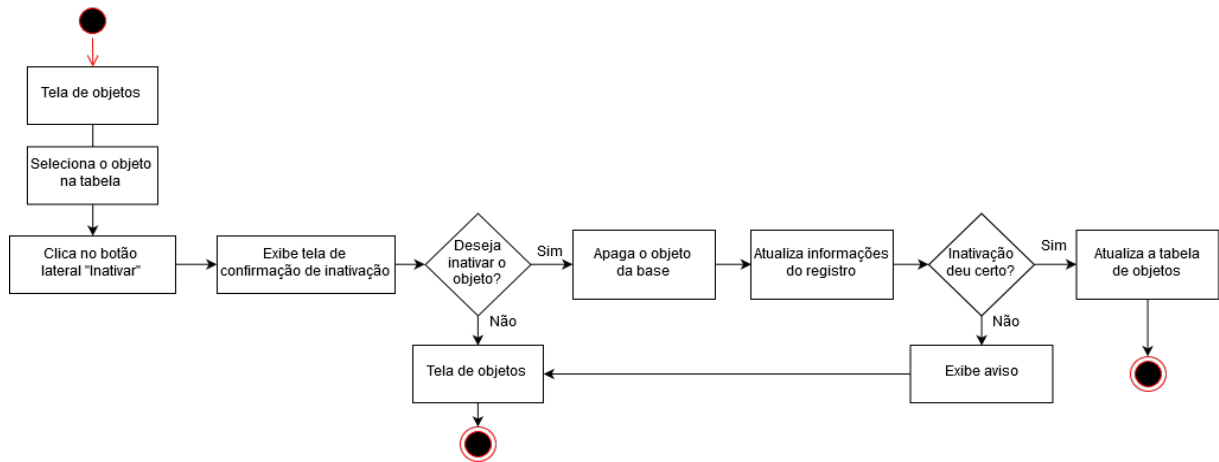 Tela de objetos
Seleciona o objeto
na tabela
Clica no botão
lateral "Inativar"
Exibe tela de
confirmação de inativação
Deseja
inativar o
objeto?
Sim
Apaga o objeto
da base
Atualiza informações
do registro
Inativação
deu certo?
Sim
Atualiza a tabela
de objetos
Não
Não
Tela de objetos
Exibe aviso